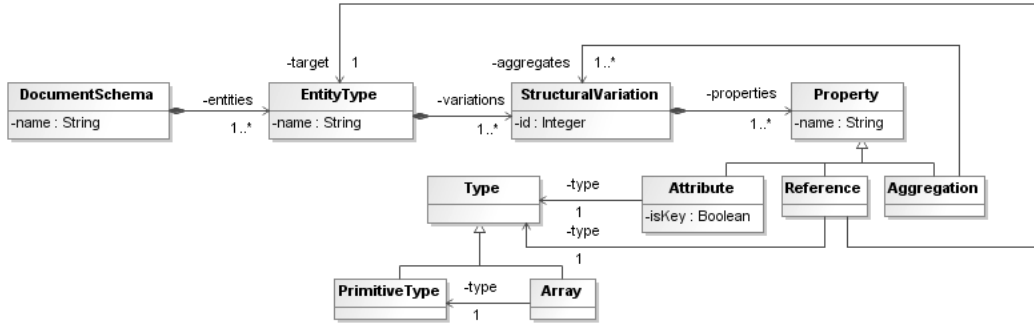 -target 1
-aggregates 1..*
DocumentSchema
-name : String
-entities
1..*
EntityType
-name : String
-variations
1..*
StructuralVariation
-id : Integer
-properties
1..*
Property
-name : String
Type
-type
1
Attribute
-isKey : Boolean
Reference
Aggregation
-type
1
PrimitiveType
-type
1
Array